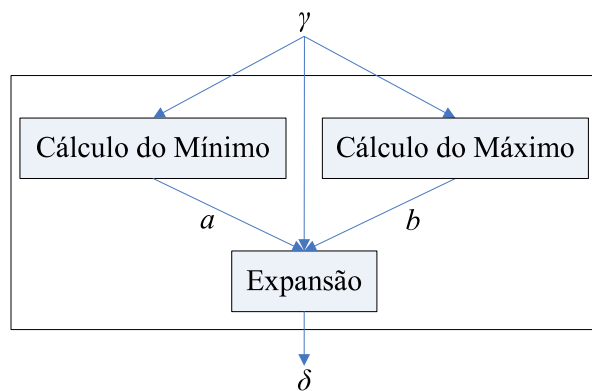 γ
Cálculo do Mínimo
Cálculo do Máximo
a
b
Expansão
δ